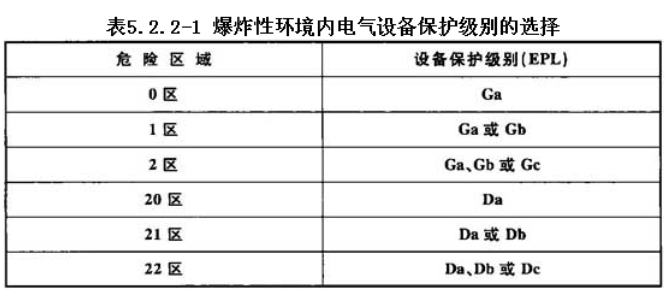 表5.2.2-1 爆炸性环境内电气设备保护级别的选择
危险区域 设备保护级别(EPL)
0区 Ga
1区 Ga或Gb
2区 Ga、Gb或Gc
20区 Da
21区 Da或Db
22区 Da、Db或Dc